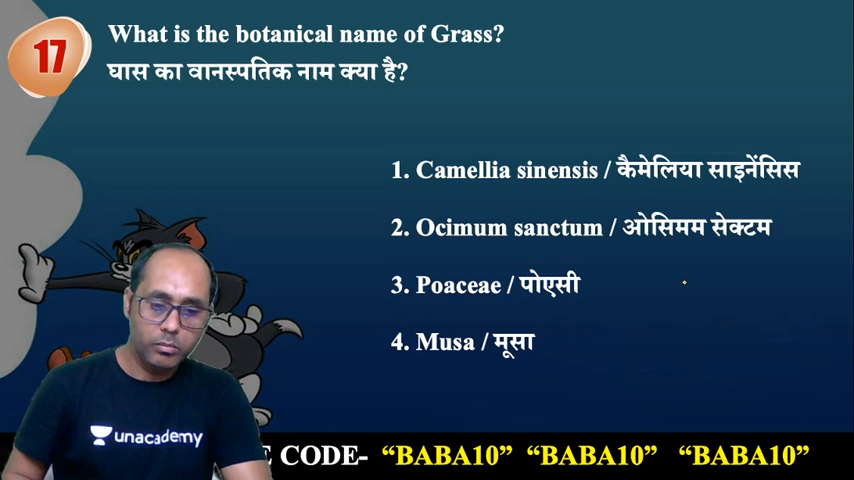 17
What is the botanical name of Grass?
घास का वानस्पतिक नाम क्या है?
1. Camellia sinensis / कैमेलिया साइनेंसिस
2. Ocimum sanctum / ओसिमम सेक्टम
3. Poaceae / पोएसी
4. Musa / मूसा
unacademy
E CODE- “BABA10” “BABA10” “BABA10”